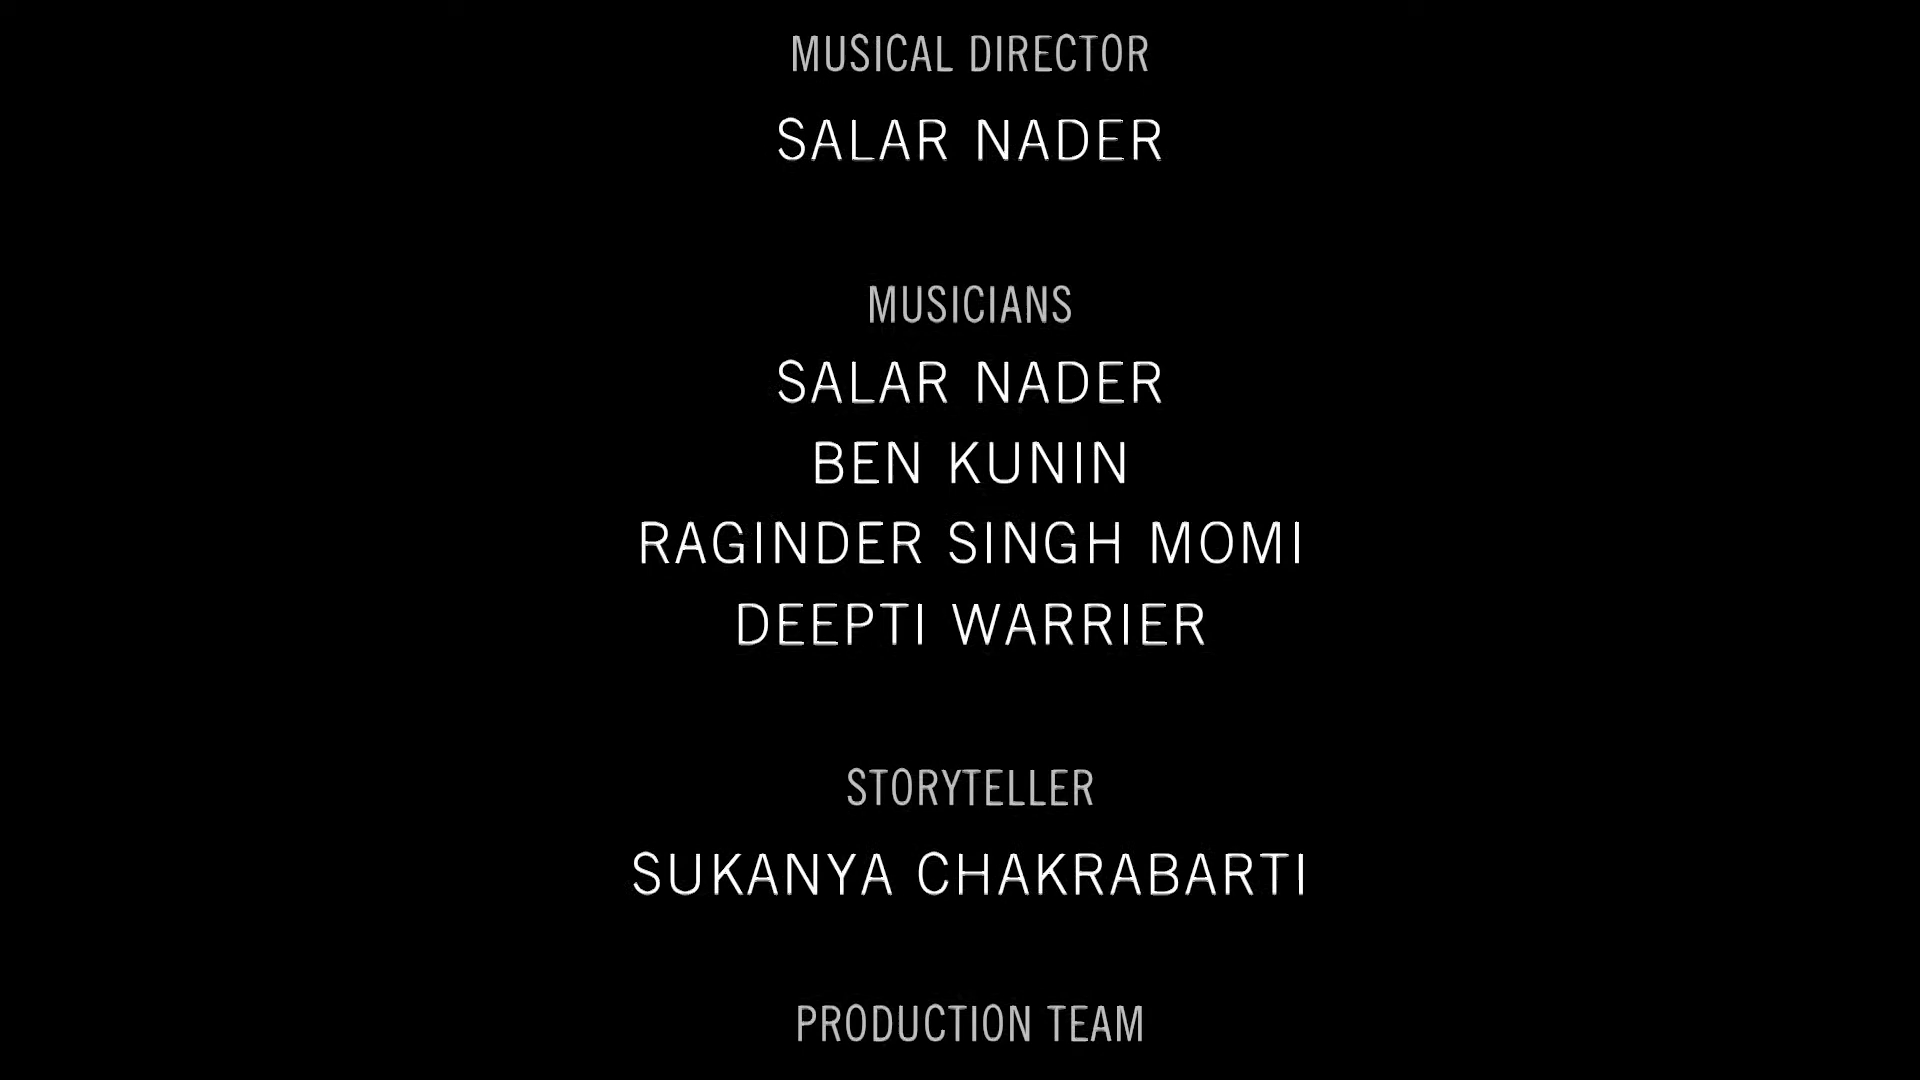 MUSICAL DIRECTOR
SALAR NADER
MUSICIANS
SALAR NADER
BEN KUNIN
RAGINDER SINGH MOMI
DEEPTI WARRIER
STORYTELLER
SUKANYA CHAKRABARTI
PRODUCTION TEAM